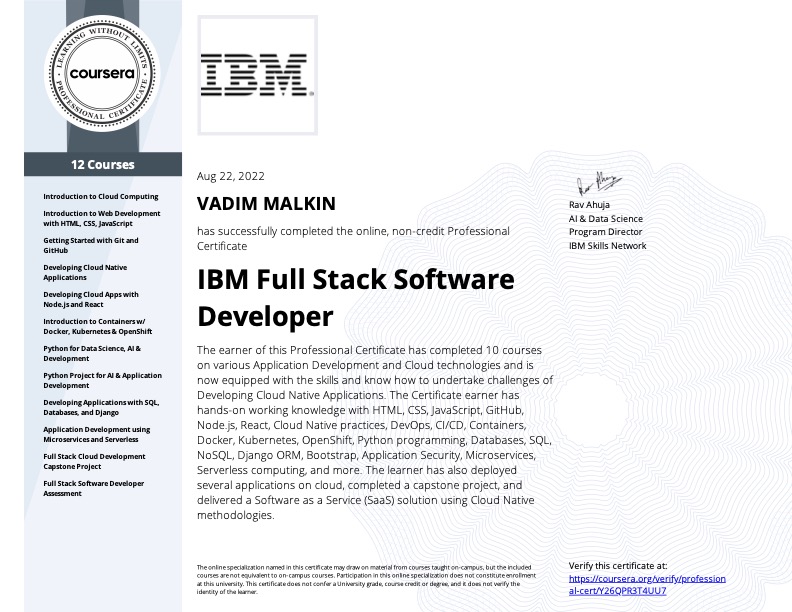 LEARNING WITHOUT LIMITS
coursera
PROFESSIONAL CERTIFICATE
12 Courses
Introduction to Cloud Computing
Introduction to Web Development
with HTML, CSS, JavaScript
Getting Started with Git and
GitHub
Developing Cloud Native
Applications
Developing Cloud Apps with
Node.js and React
Introduction to Containers w/
Docker, Kubernetes & OpenShift
Python for Data Science, AI &
Development
Python Project for AI & Application
Development
Developing Applications with SQL,
Databases, and Django
Application Development using
Microservices and Serverless
Full Stack Cloud Development
Capstone Project
Full Stack Software Developer
Assessment
IBM®
Aug 22, 2022
VADIM MALKIN
has successfully completed the online, non-credit Professional
Certificate
IBM Full Stack Software
Developer
The earner of this Professional Certificate has completed 10 courses
on various Application Development and Cloud technologies and is
now equipped with the skills and know how to undertake challenges of
Developing Cloud Native Applications. The Certificate earner has
hands-on working knowledge with HTML, CSS, JavaScript, GitHub,
Node.js, React, Cloud Native practices, DevOps, CI/CD, Containers,
Docker, Kubernetes, OpenShift, Python programming, Databases, SQL,
NoSQL, Django ORM, Bootstrap, Application Security, Microservices,
Serverless computing, and more. The learner has also deployed
several applications on cloud, completed a capstone project, and
delivered a Software as a Service (SaaS) solution using Cloud Native
methodologies.
The online specialization named in this certificate may draw on material from courses taught on-campus, but the included
courses are not equivalent to on-campus courses. Participation in this online specialization does not constitute enrollment
at this university. This certificate does not confer a University grade, course credit or degree, and it does not verify the
identity of the learner.
Rav Ahuja
Rav Ahuja
AI & Data Science
Program Director
IBM Skills Network
Verify this certificate at:
https://coursera.org/verify/profession
al-cert/Y26QPR3T4UU7